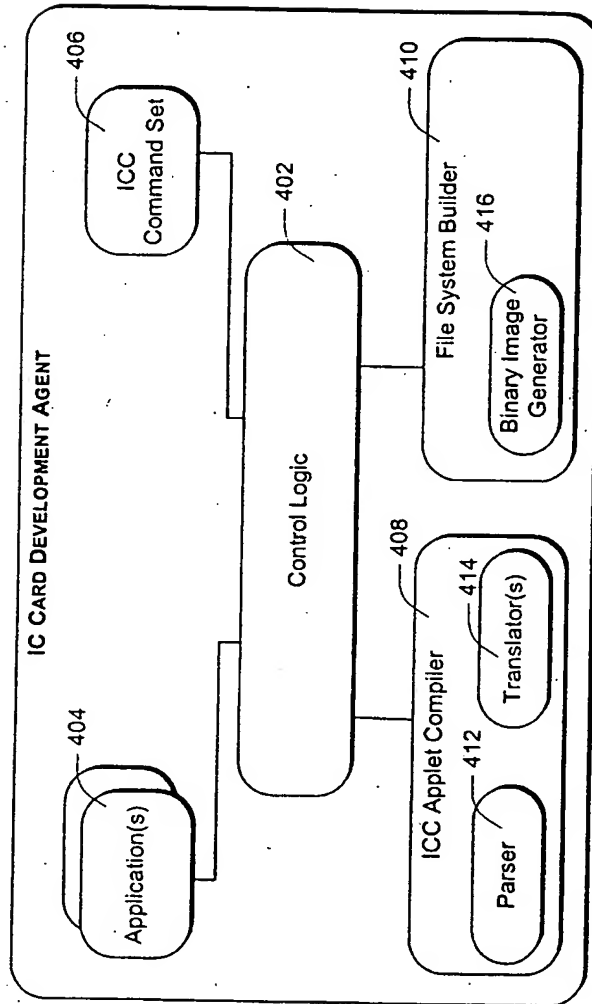 IC CARD DEVELOPMENT AGENT
404
Application(s)
406
ICC
Command Set
402
Control Logic
408
ICC Applet Compiler
412
Parser
414
Translator(s)
410
File System Builder
416
Binary Image
Generator